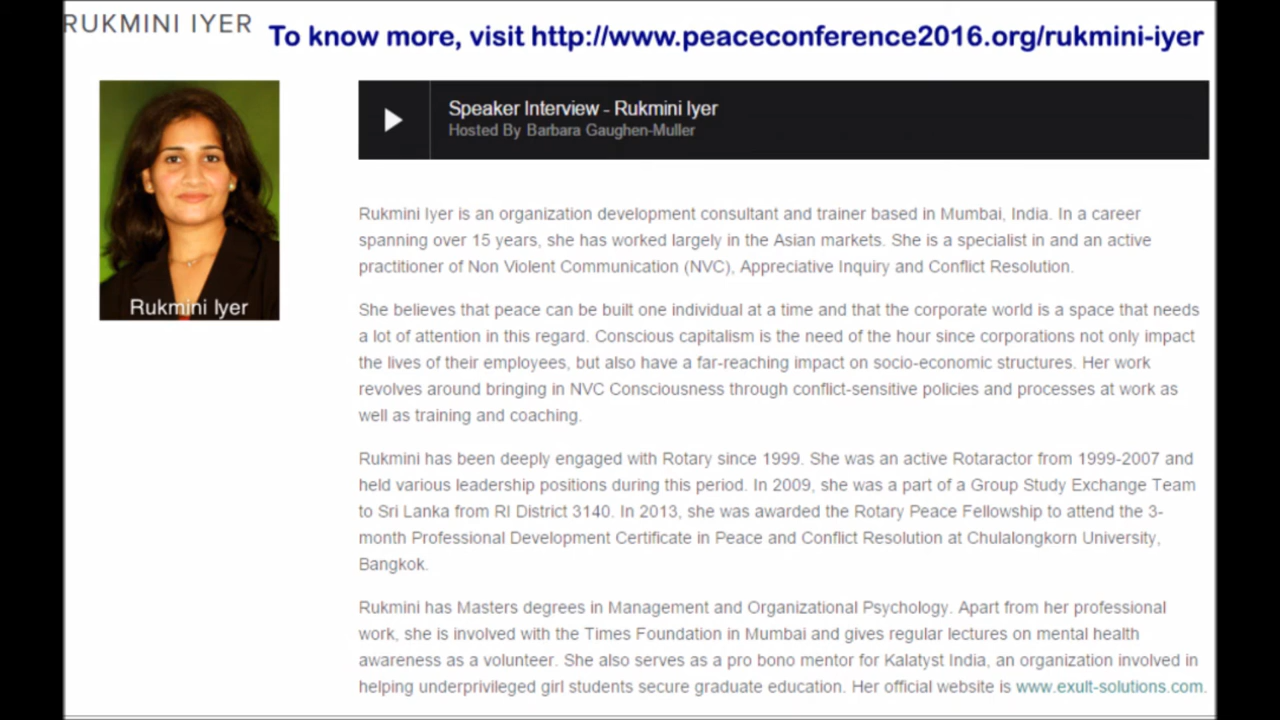 RUKMINI IYER
To know more, visit http://www.peaceconference2016.org/rukmini-iyer
Speaker Interview - Rukmini Iyer
Hosted By Barbara Gaughen-Muller
Rukmini Iyer
Rukmini Iyer is an organization development consultant and trainer based in Mumbai, India. In a career
spanning over 15 years, she has worked largely in the Asian markets. She is a specialist in and an active
practitioner of Non Violent Communication (NVC), Appreciative Inquiry and Conflict Resolution.
She believes that peace can be built one individual at a time and that the corporate world is a space that needs
a lot of attention in this regard. Conscious capitalism is the need of the hour since corporations not only impact
the lives of their employees, but also have a far-reaching impact on socio-economic structures. Her work
revolves around bringing in NVC Consciousness through conflict-sensitive policies and processes at work as
well as training and coaching.
Rukmini has been deeply engaged with Rotary since 1999. She was an active Rotaractor from 1999-2007 and
held various leadership positions during this period. In 2009, she was a part of a Group Study Exchange Team
to Sri Lanka from RI District 3140. In 2013, she was awarded the Rotary Peace Fellowship to attend the 3-
month Professional Development Certificate in Peace and Conflict Resolution at Chulalongkorn University,
Bangkok.
Rukmini has Masters degrees in Management and Organizational Psychology. Apart from her professional
work, she is involved with the Times Foundation in Mumbai and gives regular lectures on mental health
awareness as a volunteer. She also serves as a pro bono mentor for Kalatyst India, an organization involved in
helping underprivileged girl students secure graduate education. Her official website is www.exult-solutions.com.